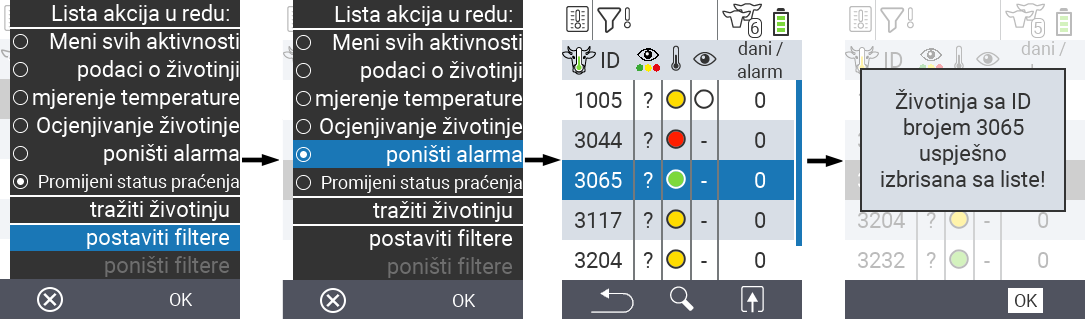 Lista akcija u redu:
Meni svih aktivnosti
podaci o životinji
mjerenje temperature
Ocjenjivanje životinje
poništi alarma
Promijeni status praćenja
tražiti životinju
postaviti filtere
poništi filtere
OK
Lista akcija u redu:
Meni svih aktivnosti
podaci o životinji
mjerenje temperature
Ocjenjivanje životinje
poništi alarma
Promijeni status praćenja
tražiti životinju
postaviti filtere
poništi filtere
OK
6
ID dani / alarm
1005 ? 0
3044 ? - 0
3065 ? - 0
3117 ? - 0
3204 ? - 0
5 6
ID dani /
Životinja sa ID
brojem 3065
uspješno
izbrisana sa liste!
3204 ? - 0
3232 ? - 0
OK